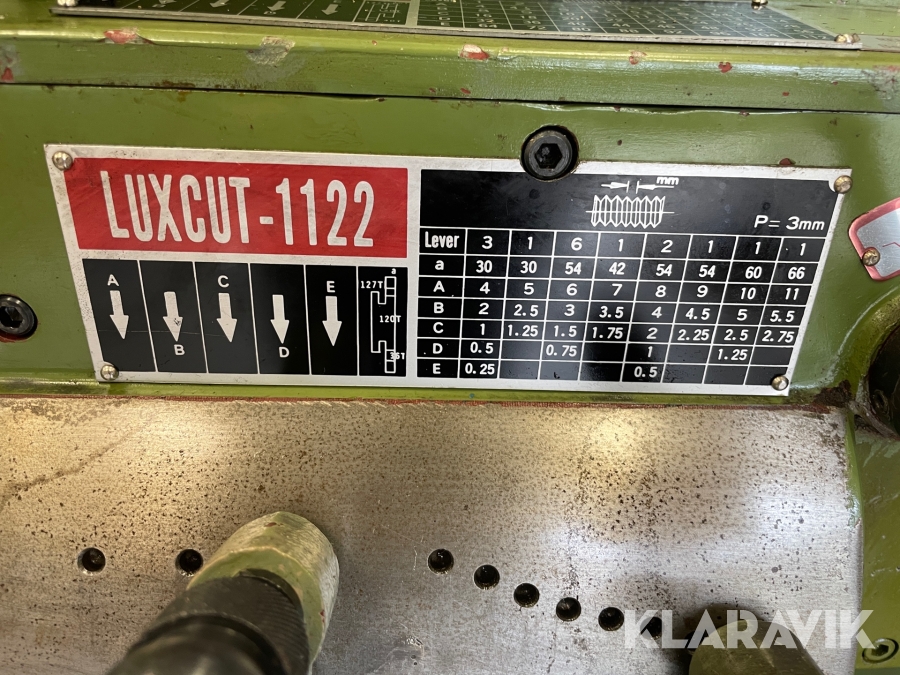 LUXCUT-1122
A C E a
127T
120T
36T
B D
mm
P= 3mm
Lever 3 1 6 1 2 1 1 1
a 30 30 54 42 54 54 60 66
A 4 5 6 7 8 9 10 11
B 2 2.5 3 3.5 4 4.5 5 5.5
C 1 1.25 1.5 1.75 2 2.25 2.5 2.75
D 0.5 0.75 1 1.25
E 0.25 0.5
KLARAVIK